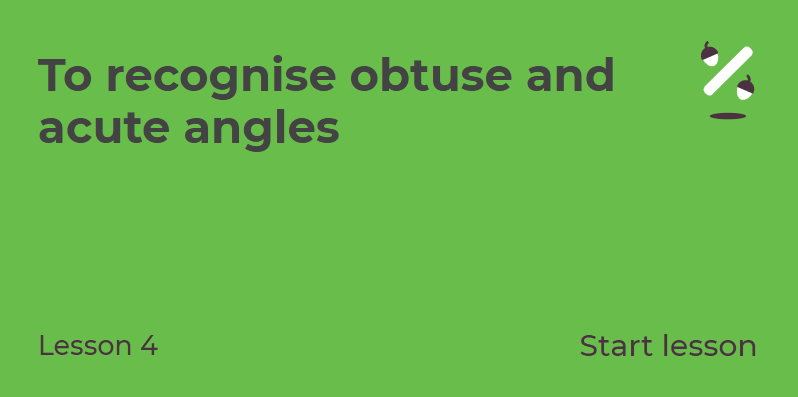 To recognise obtuse and
acute angles
Lesson 4
Start lesson